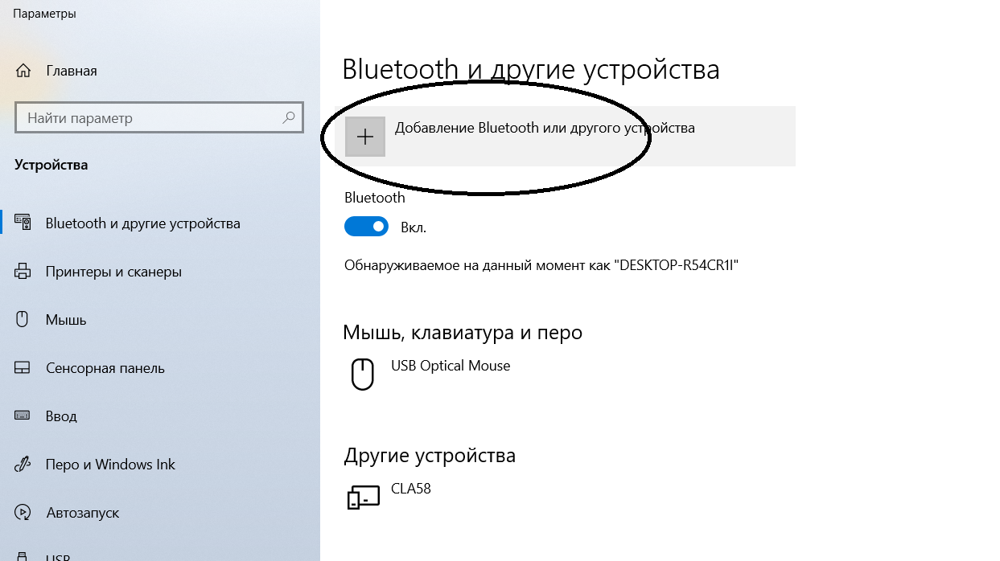 Параметры
Главная
Найти параметр
Устройства
Bluetooth и другие устройства
Принтеры и сканеры
Мышь
Сенсорная панель
Ввод
Перо и Windows Ink
Автозапуск
USB
Bluetooth и другие устройства
Добавление Bluetooth или другого устройства
Bluetooth
Вкл.
Обнаруживаемое на данный момент как "DESKTOP-R54CR1I"
Мышь, клавиатура и перо
USB Optical Mouse
Другие устройства
CLA58